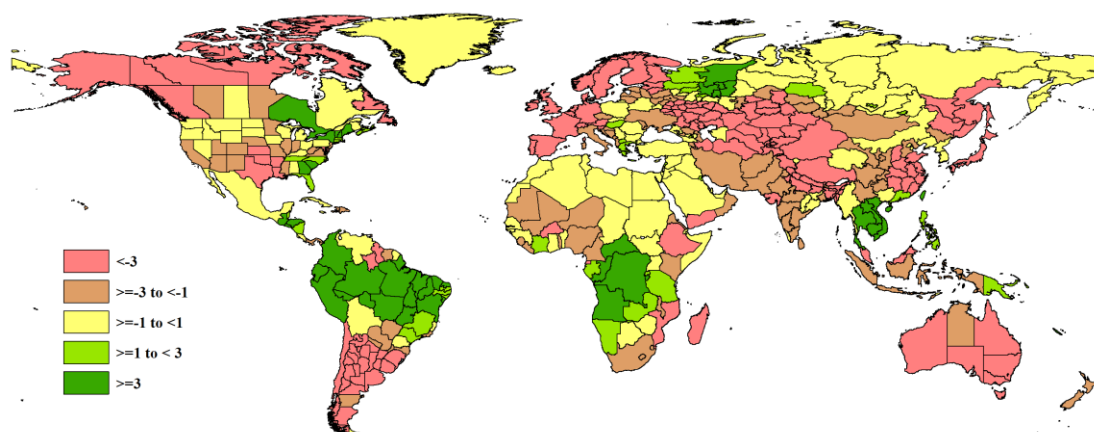 <-3
>=-3 to <-1
>=-1 to <1
>=1 to < 3
>=3